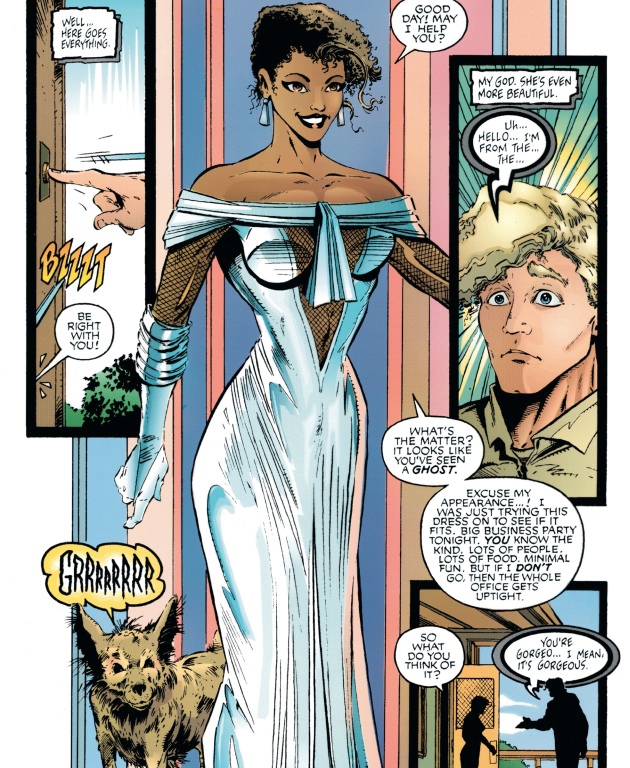 WELL...
HERE GOES
EVERYTHING.
BZZZT
BE
RIGHT
WITH
YOU!
GOOD
DAY! MAY
I HELP
YOU?
MY GOD. SHE'S EVEN
MORE BEAUTIFUL.
UH...
HELLO... I'M
FROM THE...
THE...
WHAT'S
THE MATTER?
IT LOOKS LIKE
YOU'VE SEEN
A GHOST.
EXCUSE MY
APPEARANCE...! I
WAS JUST TRYING THIS
DRESS ON TO SEE IF IT
FITS. BIG BUSINESS PARTY
TONIGHT. YOU KNOW THE
KIND. LOTS OF PEOPLE.
LOTS OF FOOD. MINIMAL
FUN. BUT IF I DON'T
GO, THEN THE WHOLE
OFFICE GETS
UPTIGHT.
GRRRRRRR
SO
WHAT
DO YOU
THINK OF
IT?
YOU'RE
GORGEO... I MEAN,
IT'S GORGEOUS.